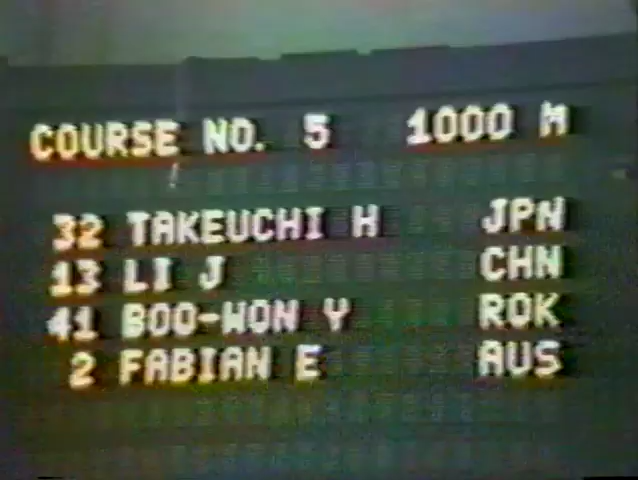 COURSE NO. 5 1000 M
32 TAKEUCHI H JPN
13 LI J CHN
41 BOO-WON Y ROK
2 FABIAN E AUS